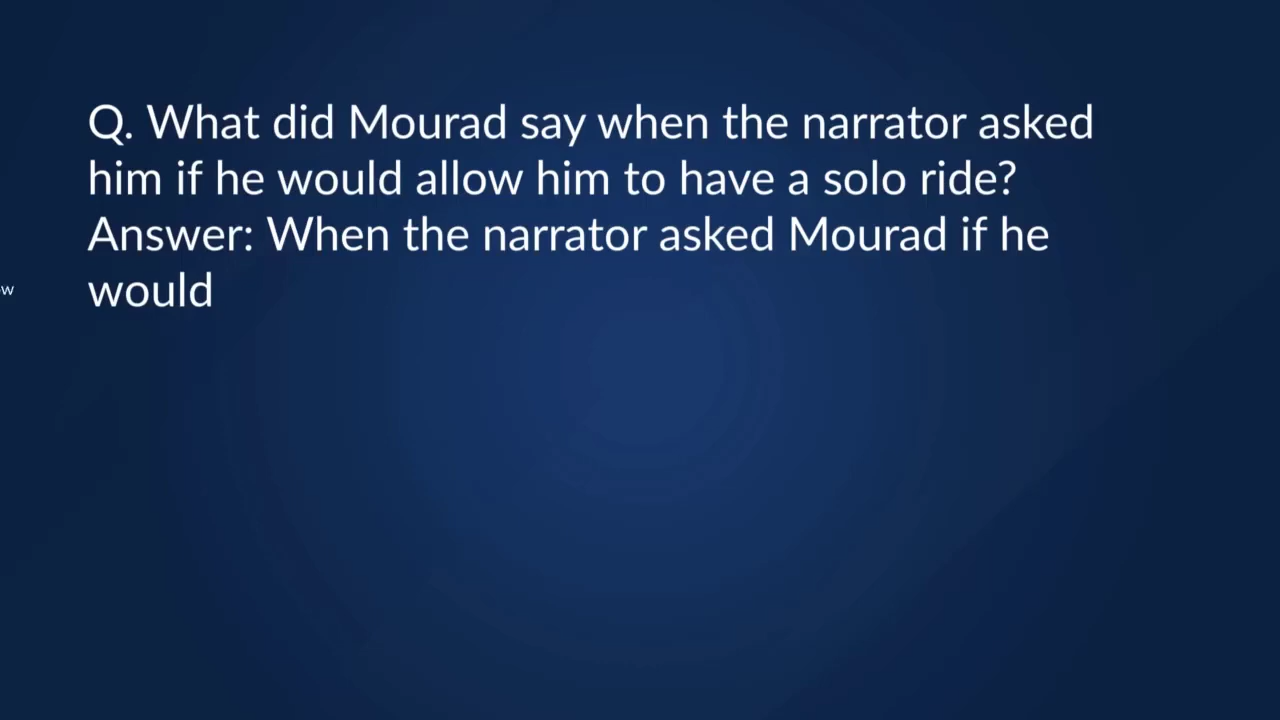 Q. What did Mourad say when the narrator asked
him if he would allow him to have a solo ride?
Answer: When the narrator asked Mourad if he
would